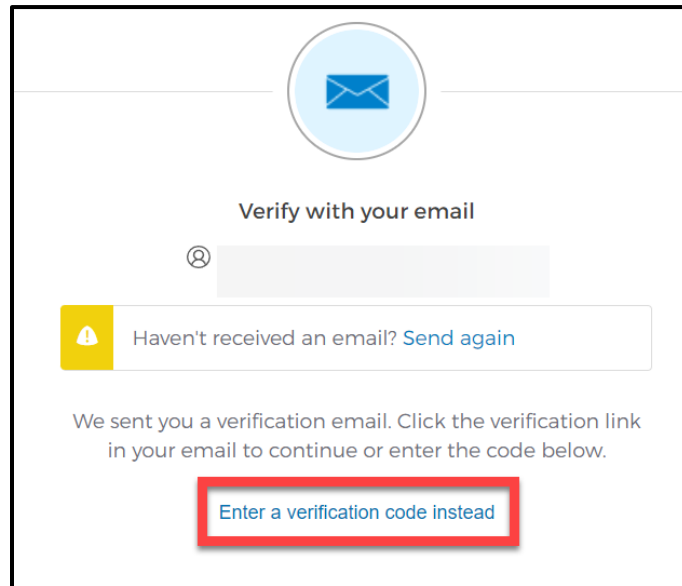 Verify with your email
Haven't received an email? Send again
We sent you a verification email. Click the verification link
in your email to continue or enter the code below.
Enter a verification code instead